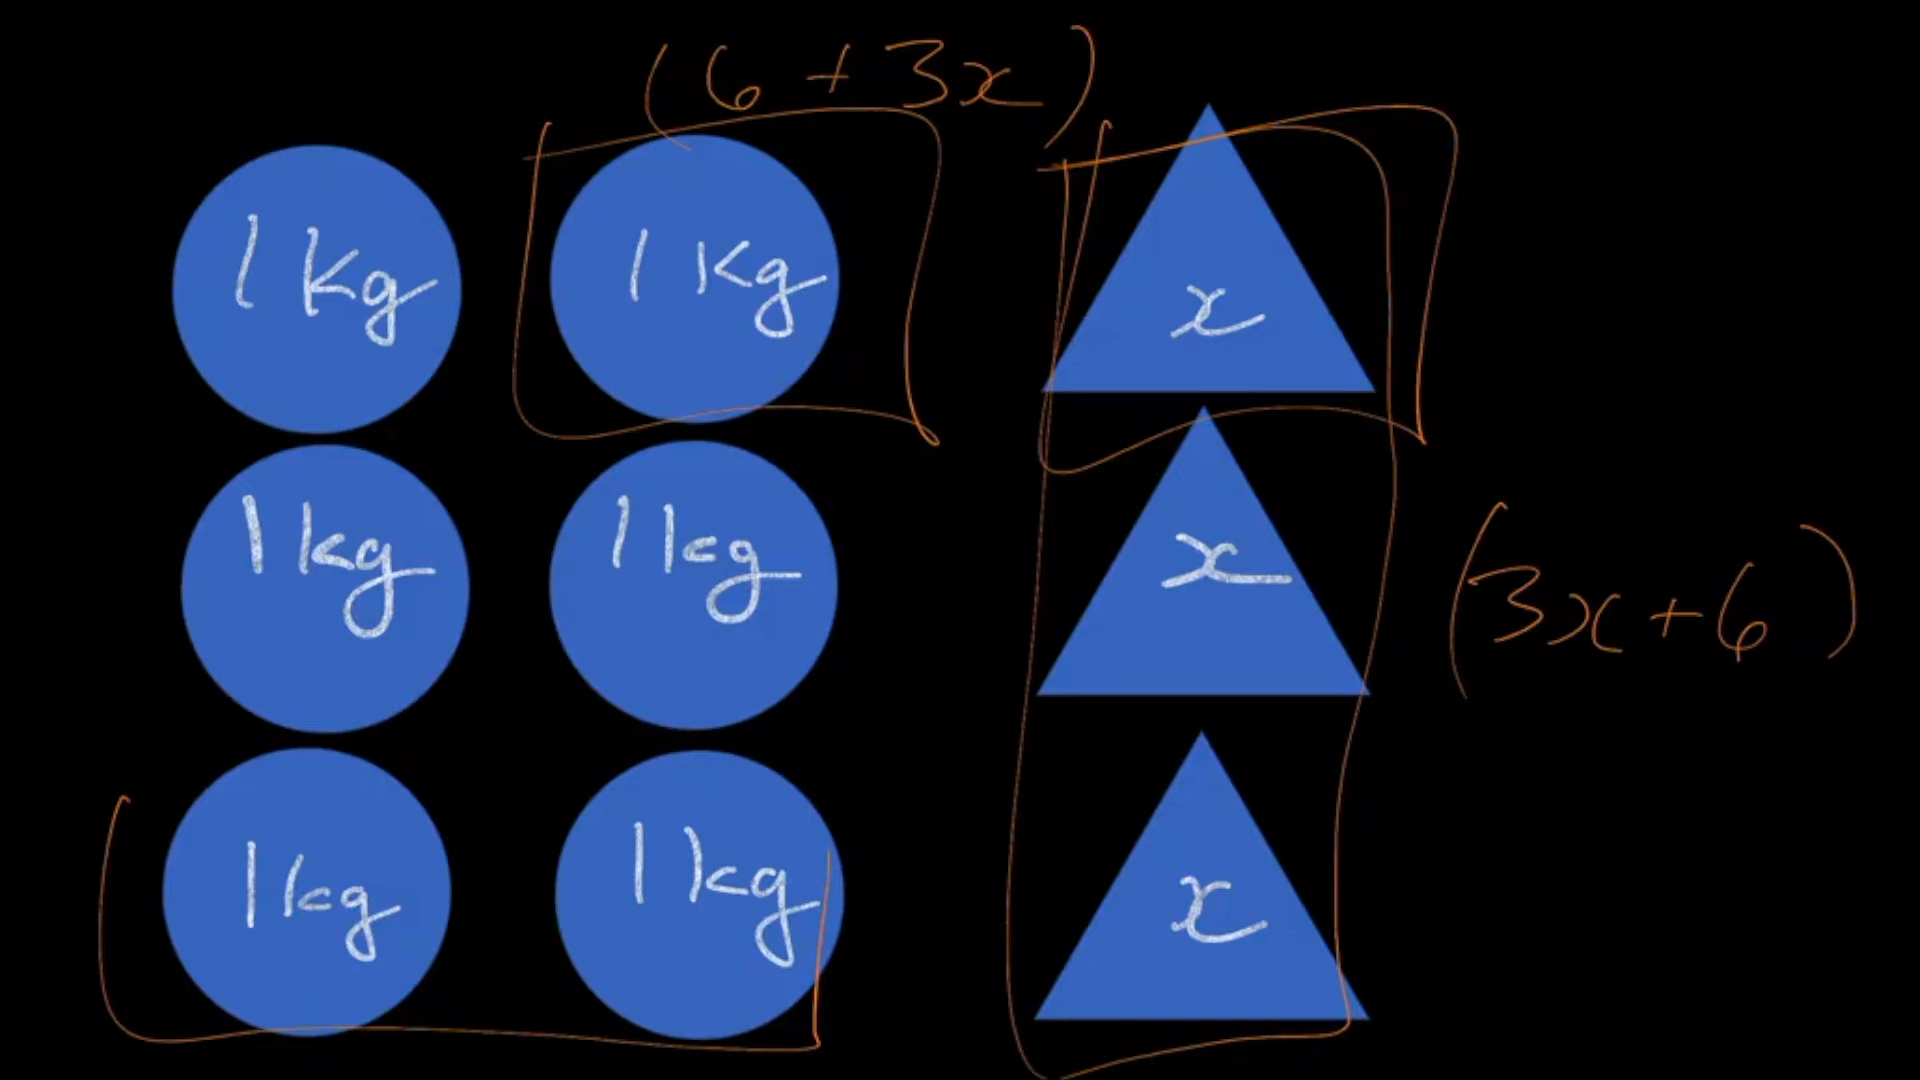 (6 + 3x)
1 Kg 1 Kg x
1 kg 1 kg x
(3x + 6)
1 kg 1 kg x